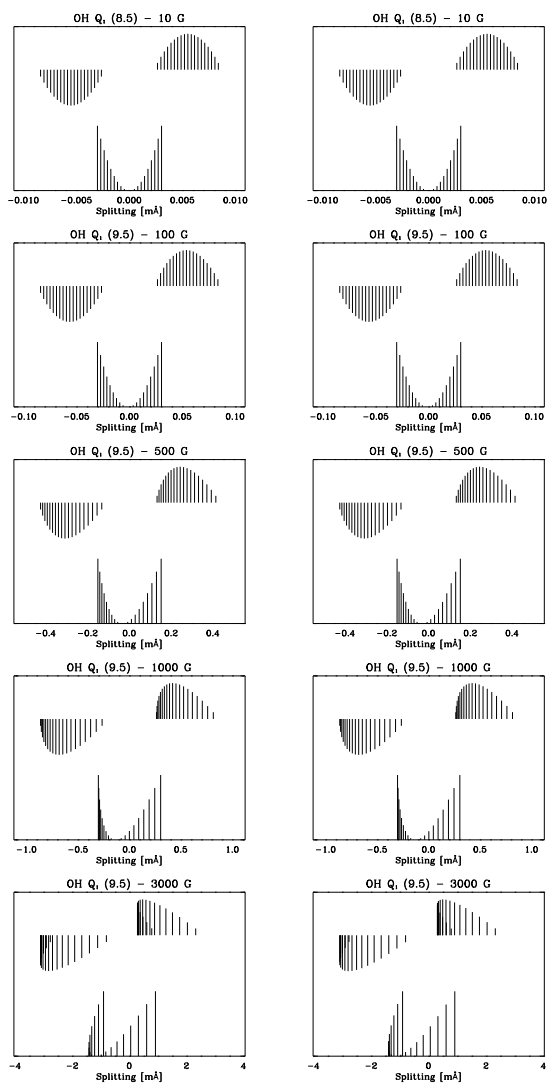 OH Q₁ (8.5) − 10 G
OH Q₁ (8.5) − 10 G
−0.010 −0.005 0.000 0.005 0.010
−0.010 −0.005 0.000 0.005 0.010
Splitting [mÅ]
Splitting [mÅ]
OH Q₁ (9.5) − 100 G
OH Q₁ (9.5) − 100 G
−0.10 −0.05 0.00 0.05 0.10
−0.10 −0.05 0.00 0.05 0.10
Splitting [mÅ]
Splitting [mÅ]
OH Q₁ (9.5) − 500 G
OH Q₁ (9.5) − 500 G
−0.4 −0.2 0.0 0.2 0.4
−0.4 −0.2 0.0 0.2 0.4
Splitting [mÅ]
Splitting [mÅ]
OH Q₁ (9.5) − 1000 G
OH Q₁ (9.5) − 1000 G
−1.0 −0.5 0.0 0.5 1.0
−1.0 −0.5 0.0 0.5 1.0
Splitting [mÅ]
Splitting [mÅ]
OH Q₁ (9.5) − 3000 G
OH Q₁ (9.5) − 3000 G
−4 −2 0 2 4
−4 −2 0 2 4
Splitting [mÅ]
Splitting [mÅ]